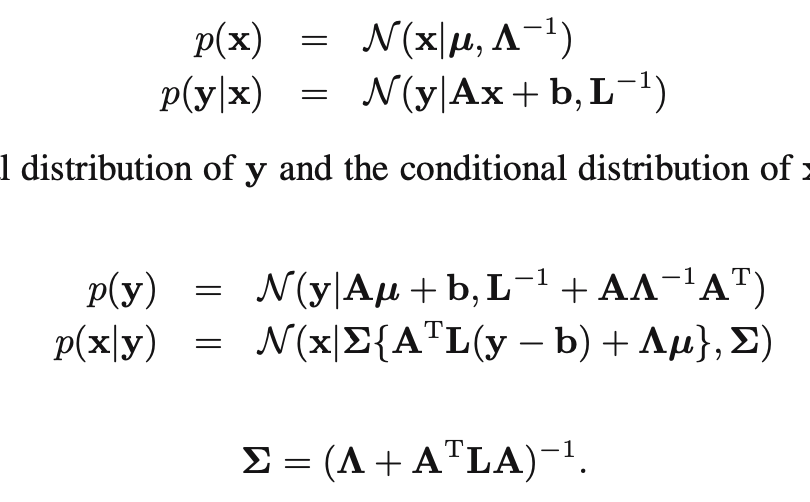 p(𝐱) = 𝒩(𝐱|𝛍, 𝚲⁻¹)
p(𝐲|𝐱) = 𝒩(𝐲|𝐀𝐱 + 𝐛, 𝐋⁻¹)
l distribution of 𝐲 and the conditional distribution of
p(𝐲) = 𝒩(𝐲|𝐀𝛍 + 𝐛, 𝐋⁻¹ + 𝐀𝚲⁻¹𝐀ᵀ)
p(𝐱|𝐲) = 𝒩(𝐱|𝚺{𝐀ᵀ𝐋(𝐲 − 𝐛) + 𝚲𝛍}, 𝚺)
𝚺 = (𝚲 + 𝐀ᵀ𝐋𝐀)⁻¹.